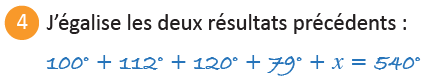 4 J’égalise les deux résultats précédents :
100° + 112° + 120° + 79° + x = 540°